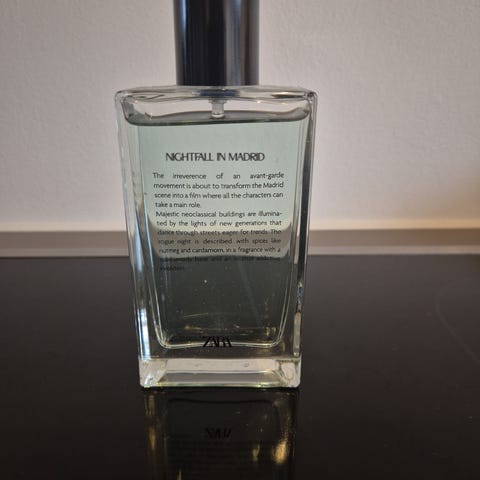 NIGHTFALL IN MADRID
The irreverence of an avant-garde
movement is about to transform the Madrid
scene into a film where all the characters can
take a main role.
Majestic neoclassical buildings are illumina-
ted by the lights of new generations that
dance through streets eager for trends. The
rogue night is described with spices like
nutmeg and cardamom, in a fragrance with a
base and an
ZARA